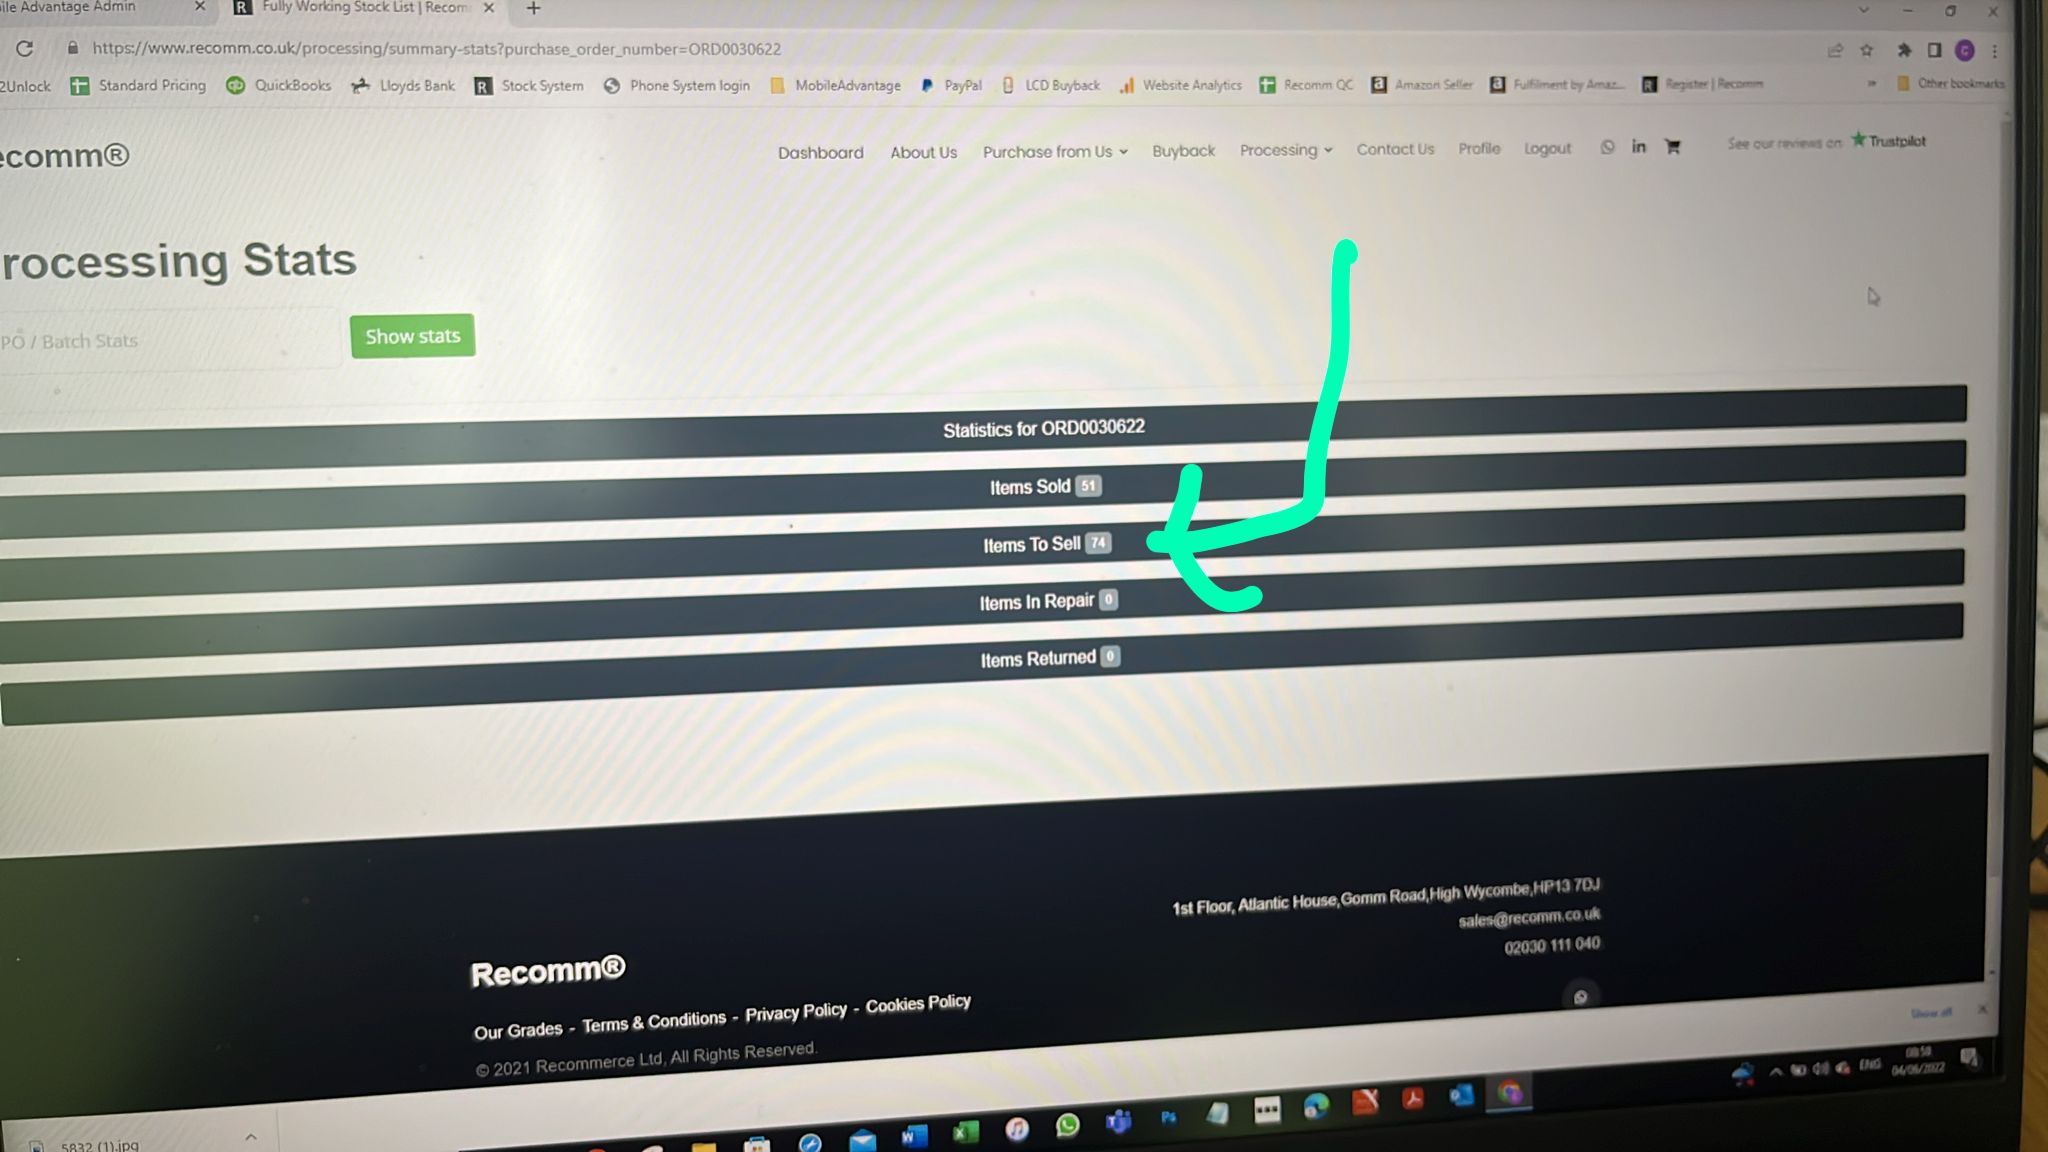 ile Advantage Admin
Fully Working Stock List | Recom
https://www.recomm.co.uk/processing/summary-stats?purchase_order_number=ORD0030622
2Unlock Standard Pricing QuickBooks Lloyds Bank Stock System Phone System login MobileAdvantage PayPal LCD Buyback Website Analytics Recomm QC Amazon Seller Fulfilment by Amaz... Register | Recomm » Other bookmarks
ecomm®
Dashboard About Us Purchase from Us Buyback Processing Contact Us Profile Logout
See our reviews on Trustpilot
rocessing Stats
PO / Batch Stats
Show stats
Statistics for ORD0030622
Items Sold 51
Items To Sell 74
Items In Repair 0
Items Returned 0
1st Floor, Atlantic House,Gomm Road,High Wycombe,HP13 7DJ
sales@recomm.co.uk
02030 111 040
Recomm®
Our Grades - Terms & Conditions - Privacy Policy - Cookies Policy
© 2021 Recommerce Ltd, All Rights Reserved.
Show all
5832 (1).jpg
ENG
08:58
04/06/2022